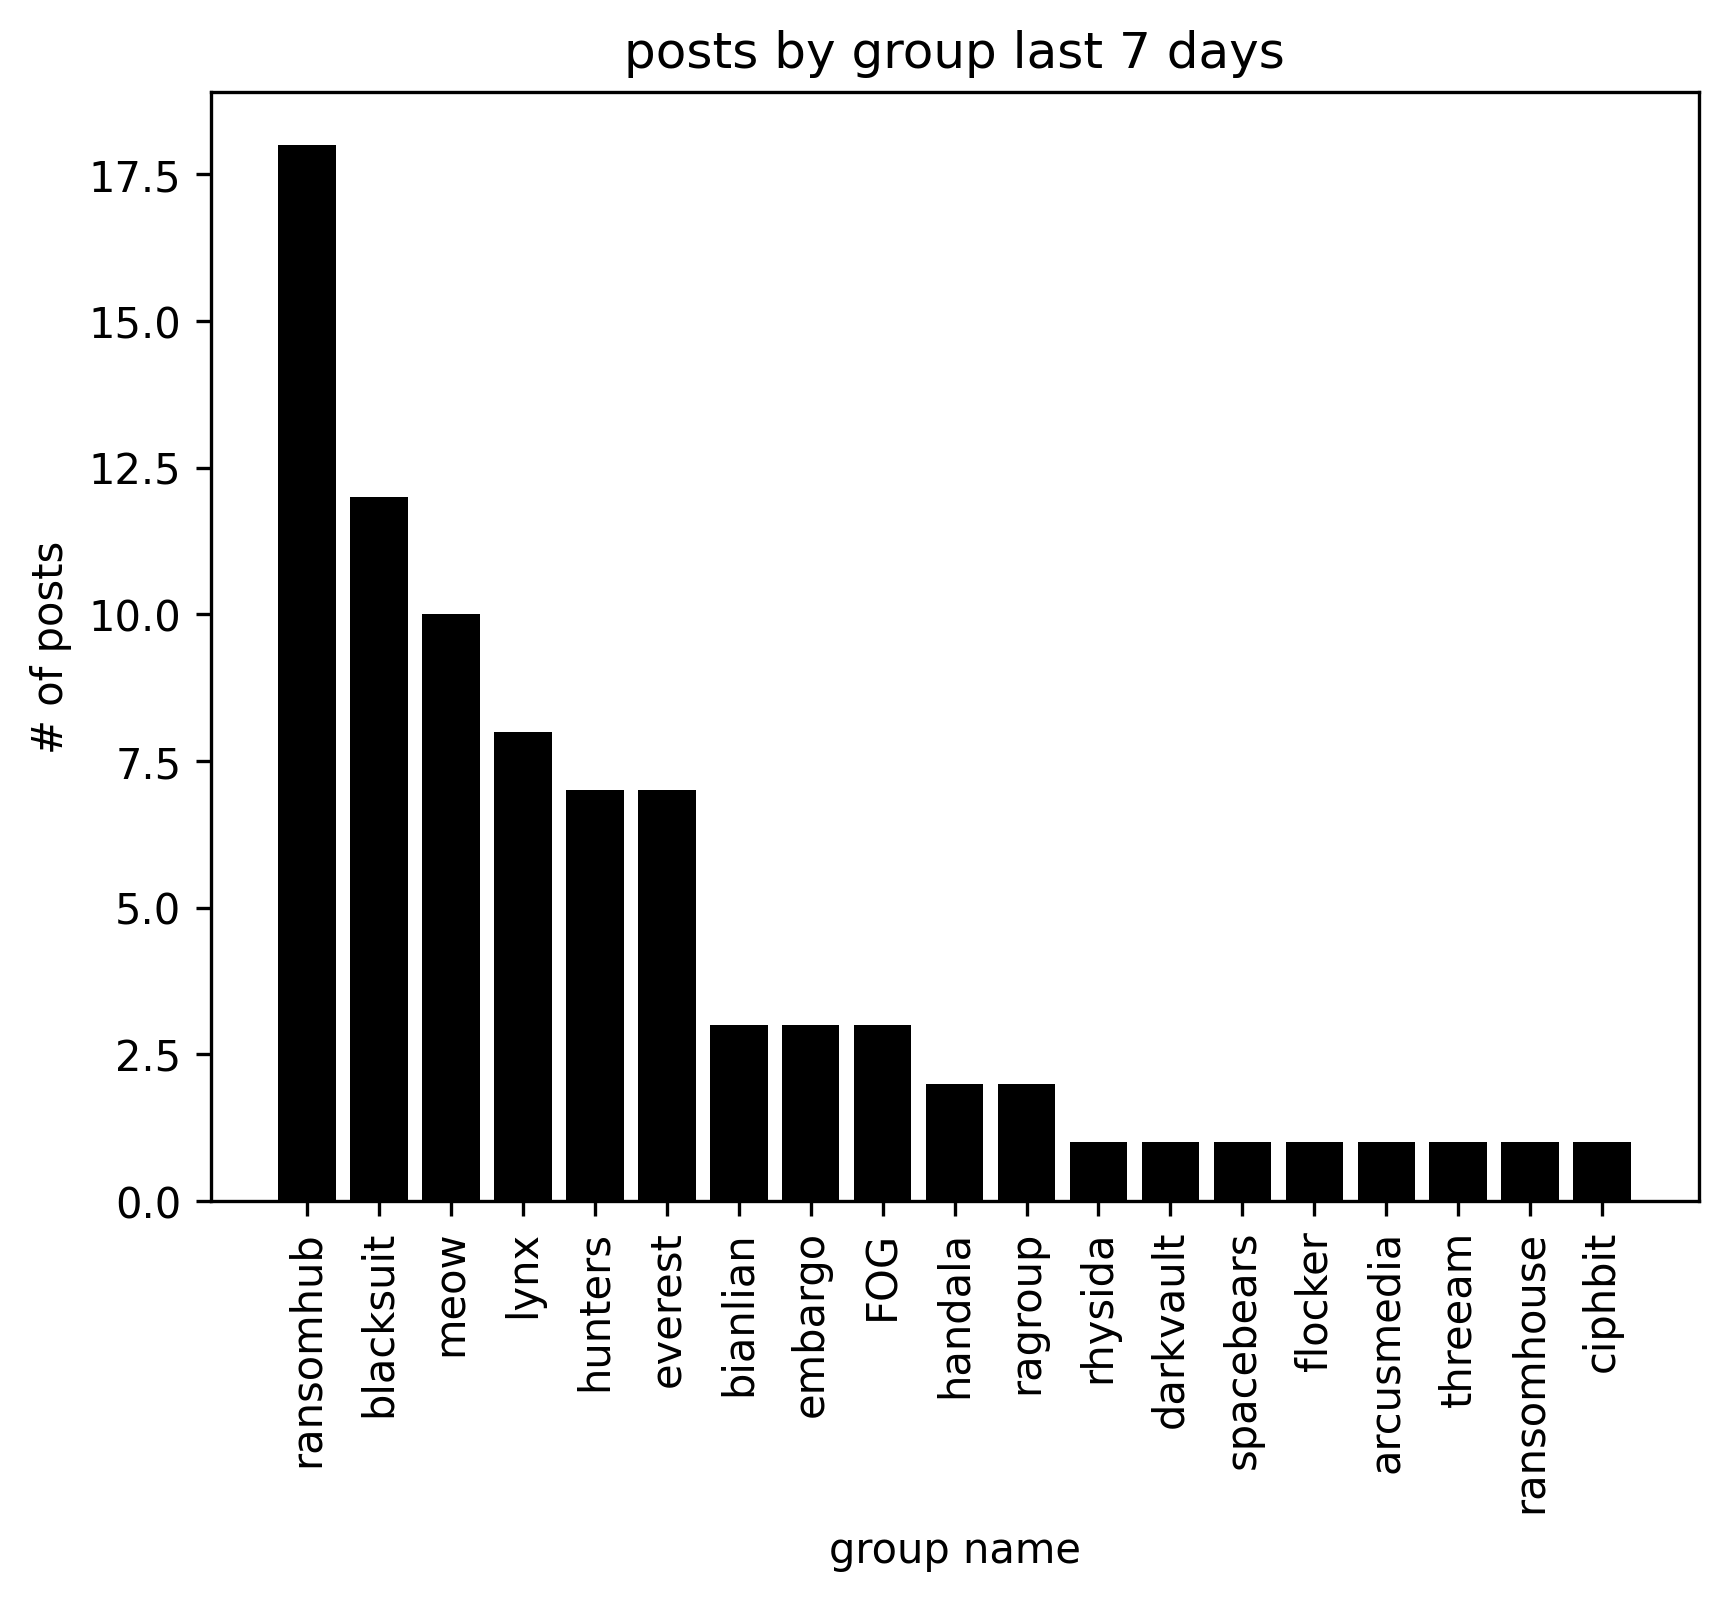 posts by group last 7 days
# of posts
17.5
15.0
12.5
10.0
7.5
5.0
2.5
0.0
ransomhub
blacksuit
meow
lynx
hunters
everest
bianlian
embargo
FOG
handala
ragroup
rhysida
darkvault
spacebears
flocker
arcusmedia
threeam
ransomhouse
ciphbit
group name